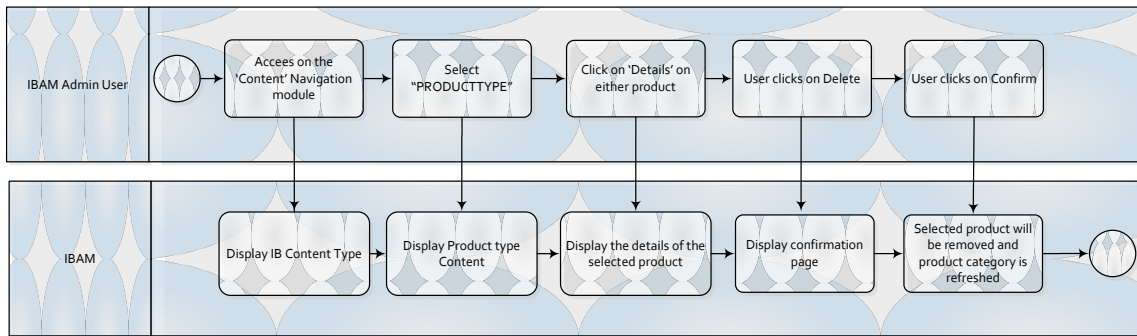 IBAM Admin User
Accees on the
'Content' Navigation
module
Select
"PRODUCTTYPE"
Click on 'Details' on
either product
User clicks on Delete
User clicks on Confirm
IBAM
Display IB Content Type
Display Product type
Content
Display the details of the
selected product
Display confirmation
page
Selected product will
be removed and
product category is
refreshed